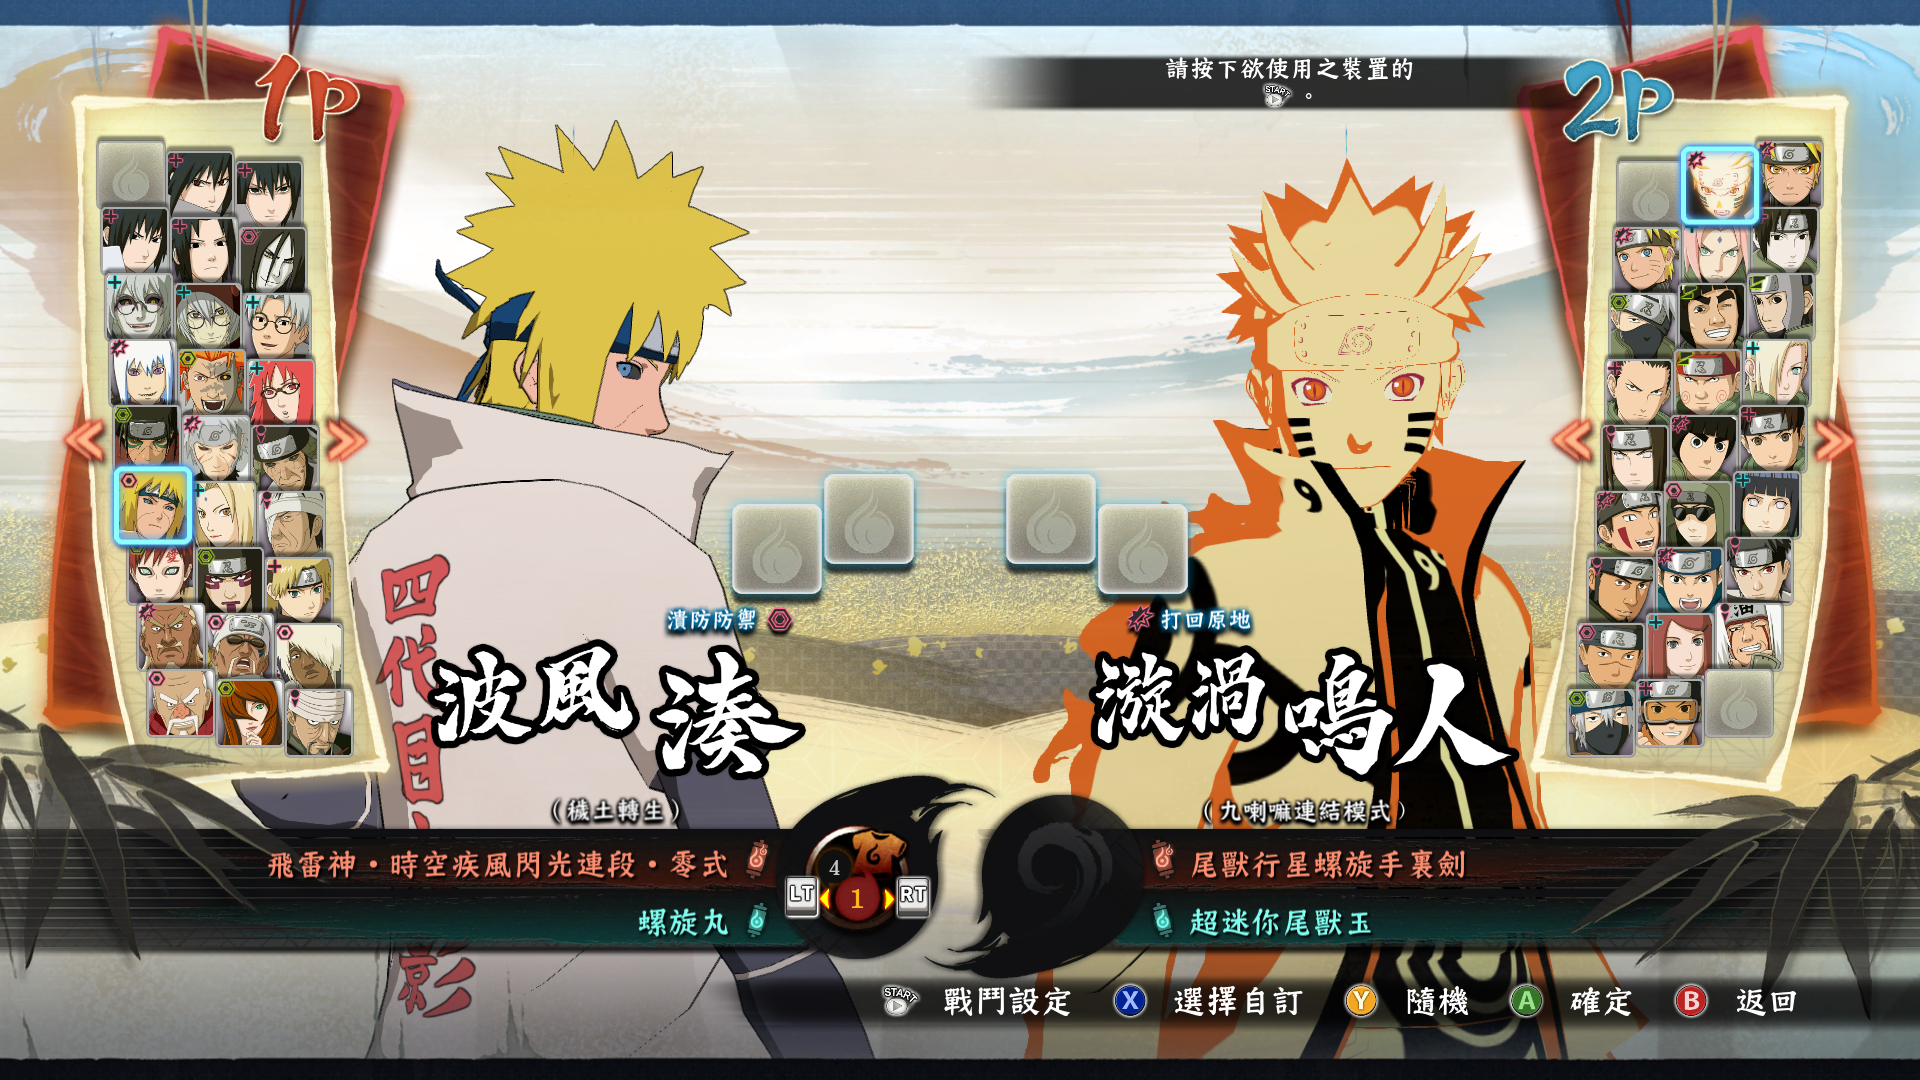 1P
2P
請按下欲使用之裝置的
START 。
四代目火影
潰防防禦
打回原地
波風 湊
漩渦 鳴人
(穢土轉生)
(九喇嘛連結模式)
飛雷神・時空疾風閃光連段・零式
尾獸行星螺旋手裏劍
4
LT 1 RT
螺旋丸
超迷你尾獸玉
START 戰鬥設定 X 選擇自訂 Y 隨機 A 確定 B 返回